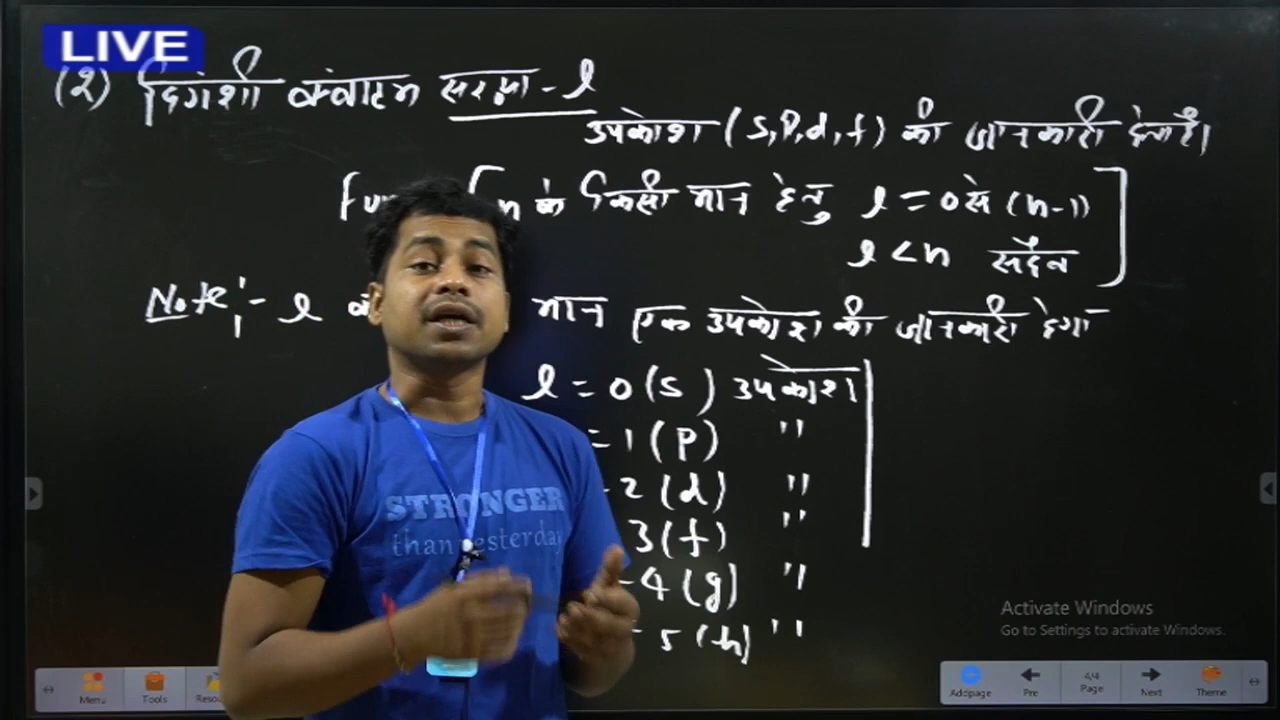 LIVE
(२) दिगंशी क्वांटम संख्या - l
उपकोश (s, p, d, f) की जानकारी देता है।
[n के किसी मान हेतु l = 0 से (n-1)
l < n सदैव ]
Note:- l मान एक उपकोश की जानकारी देगा
l = 0 (s) उपकोश
= 1 (p) "
2 (d) "
3 (f) "
4 (g) "
5 (h) "
STRONGER
than yesterday
Activate Windows
Go to Settings to activate Windows.
Menu Tools Addpage Pre 4/4 Page Next Theme